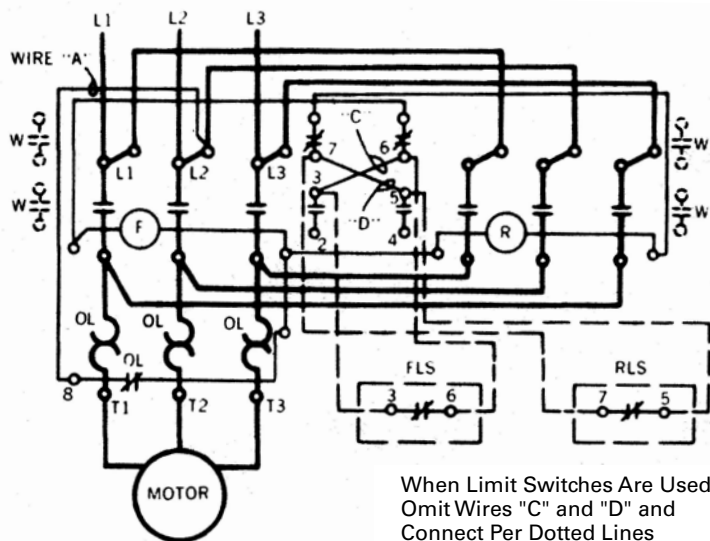 L1 L2 L3
WIRE "A"
"C"
W W
7 6
L1 L2 L3
3 5
W W
"D"
F R
2 4
OL OL OL
OL
FLS RLS
8
3 6 7 5
T1 T2 T3
MOTOR
When Limit Switches Are Used
Omit Wires "C" and "D" and
Connect Per Dotted Lines